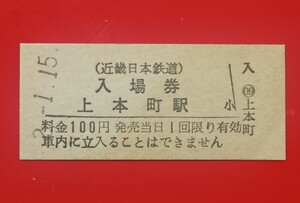 -1.15
(近畿日本鉄道)
入場券
上本町駅
小
料金100円 発売当日1回限り有効
車内に立入ることはできません
入
上本町